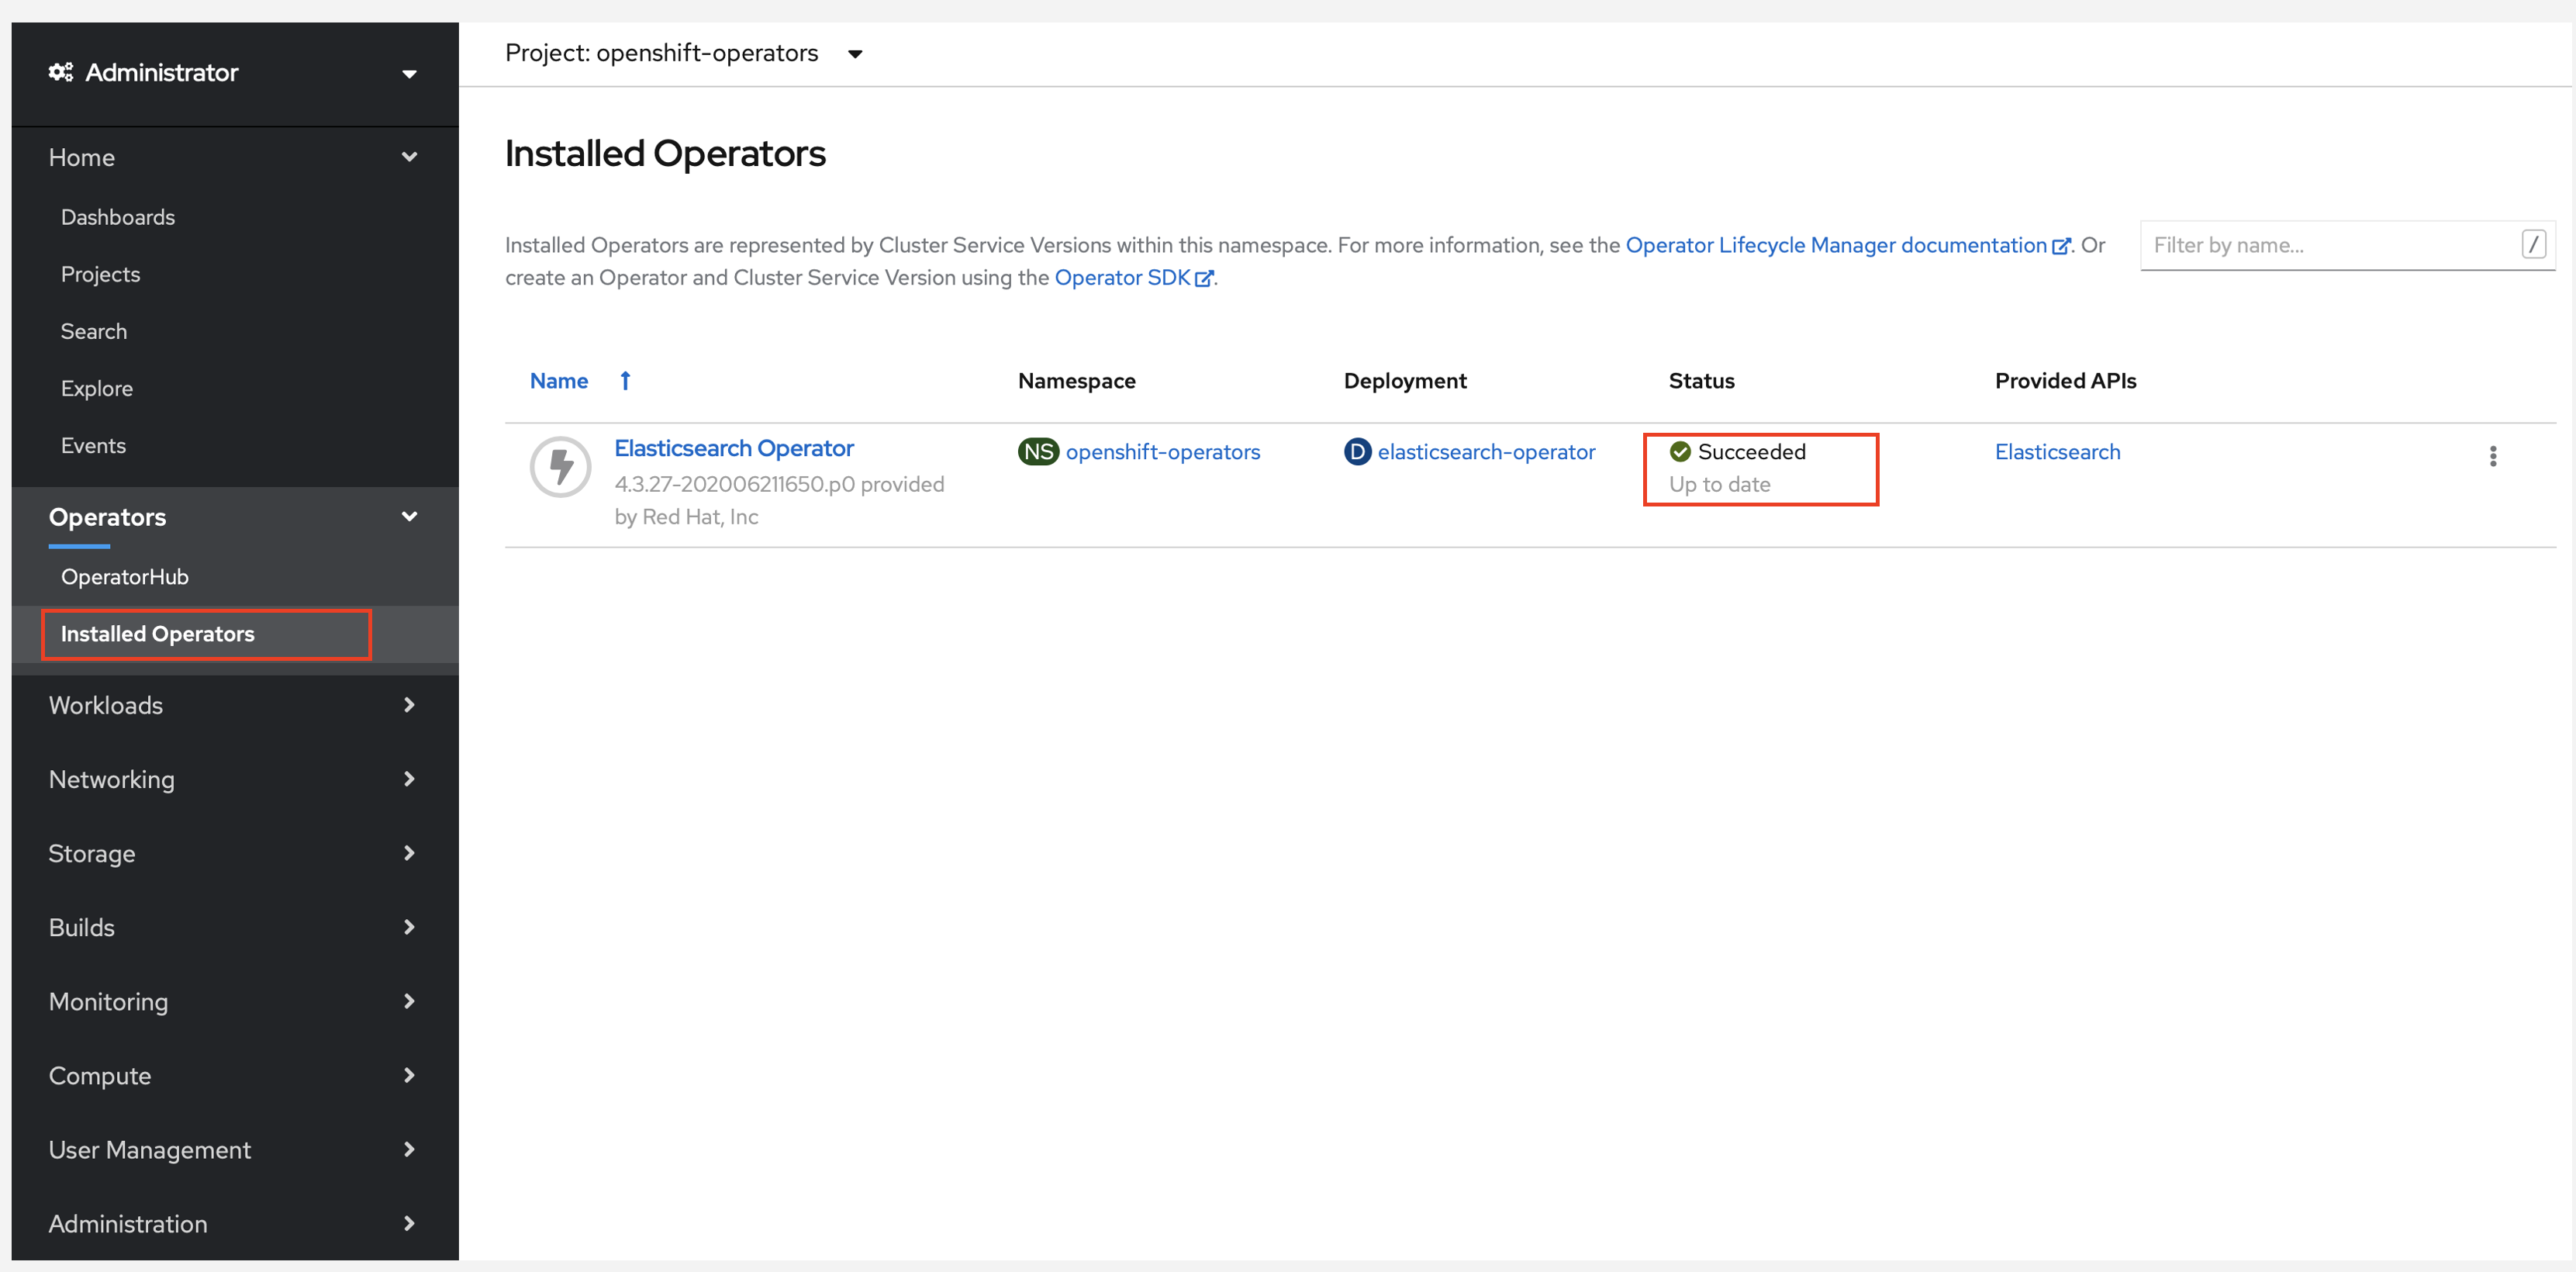 Administrator
Home
Dashboards
Projects
Search
Explore
Events
Operators
OperatorHub
Installed Operators
Workloads
Networking
Storage
Builds
Monitoring
Compute
User Management
Administration
Project: openshift-operators
Installed Operators
Installed Operators are represented by Cluster Service Versions within this namespace. For more information, see the Operator Lifecycle Manager documentation. Or
create an Operator and Cluster Service Version using the Operator SDK.
Filter by name... /
Name Namespace Deployment Status Provided APIs
Elasticsearch Operator NS openshift-operators D elasticsearch-operator Succeeded Elasticsearch
4.3.27-202006211650.p0 provided Up to date
by Red Hat, Inc